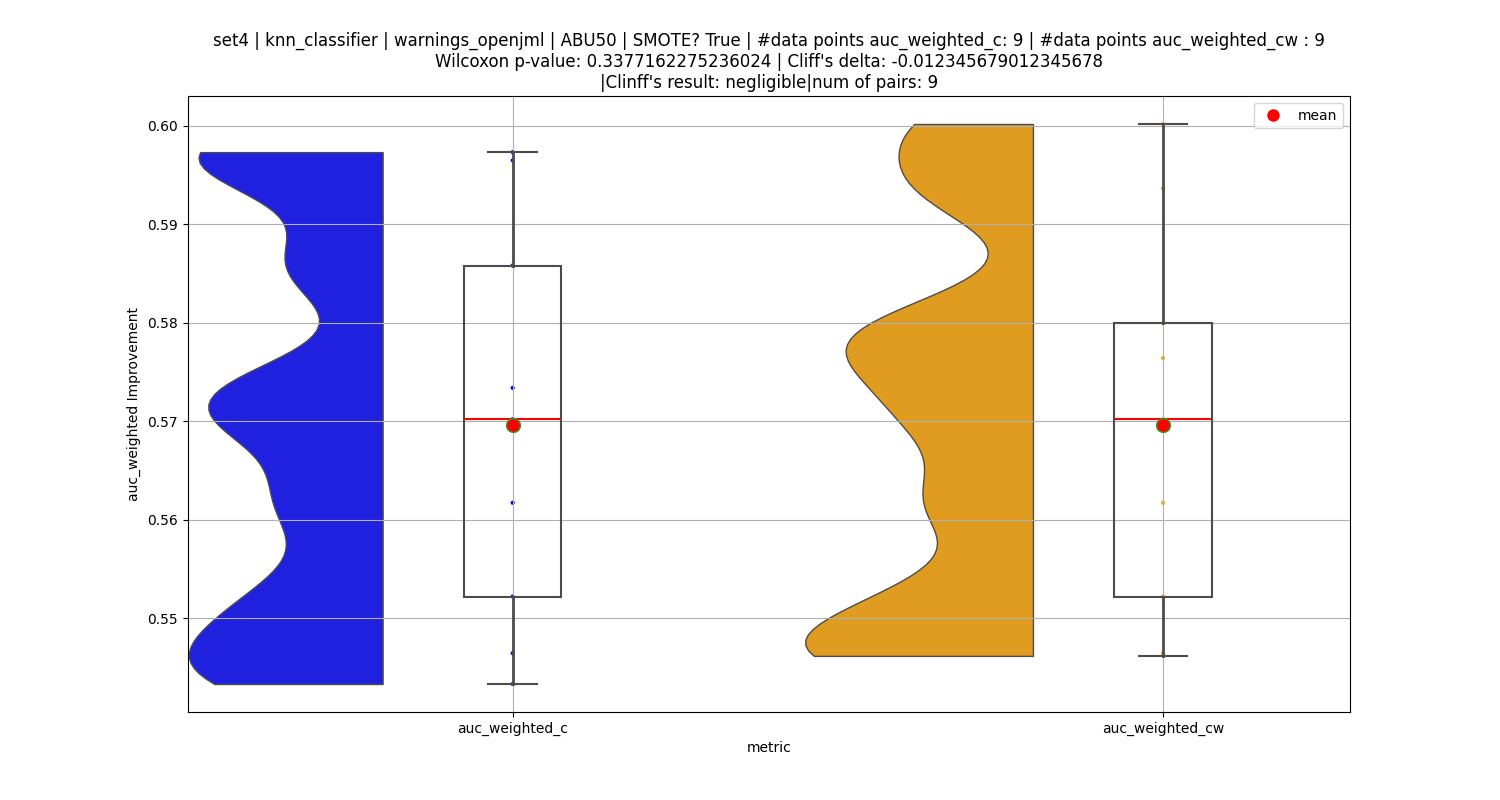 set4 | knn_classifier | warnings_openjml | ABU50 | SMOTE? True | #data points auc_weighted_c: 9 | #data points auc_weighted_cw : 9
Wilcoxon p-value: 0.3377162275236024 | Cliff's delta: -0.012345679012345678
|Clinff's result: negligible|num of pairs: 9
mean
0.60
0.59
0.58
0.57
0.56
0.55
auc_weighted Improvement
auc_weighted_c
auc_weighted_cw
metric